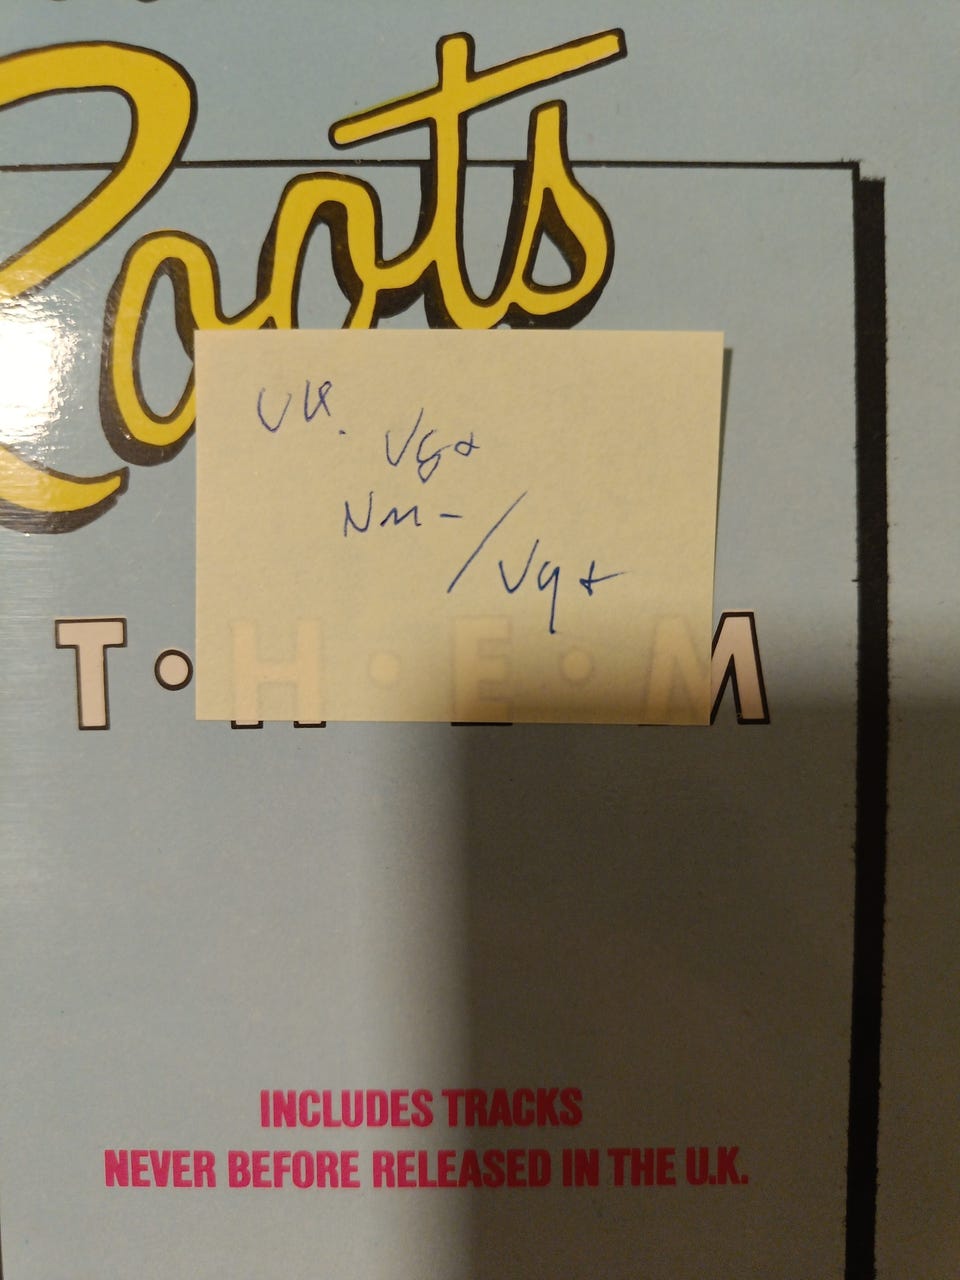 Roots
UK.
Vg+
Nm-/Vg+
T•H•E•M
INCLUDES TRACKS
NEVER BEFORE RELEASED IN THE U.K.